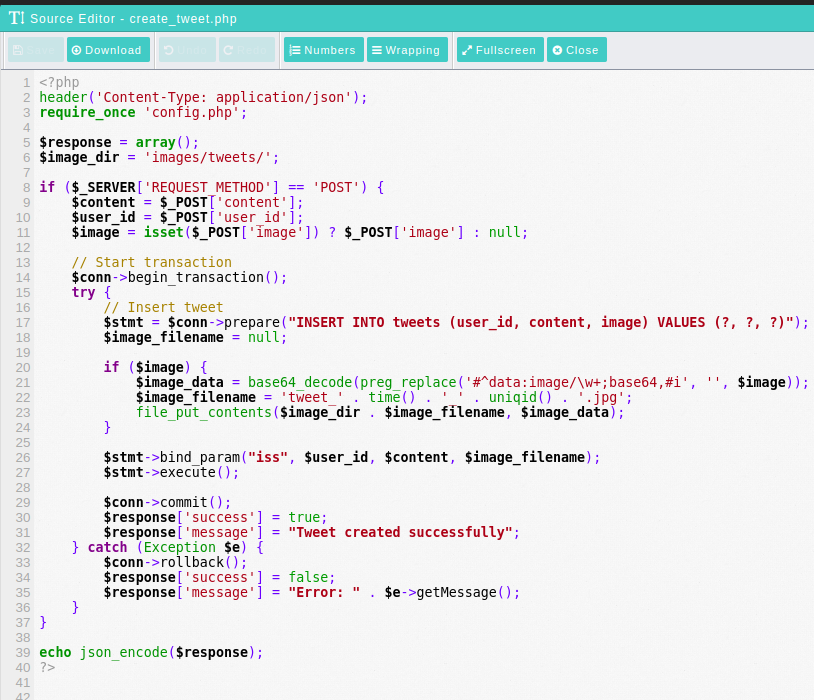 Source Editor - create_tweet.php
Download Numbers Wrapping Fullscreen Close
1 <?php
2 header('Content-Type: application/json');
3 require_once 'config.php';
4
5 $response = array();
6 $image_dir = 'images/tweets/';
7
8 if ($_SERVER['REQUEST_METHOD'] == 'POST') {
9     $content = $_POST['content'];
10     $user_id = $_POST['user_id'];
11     $image = isset($_POST['image']) ? $_POST['image'] : null;
12
13     // Start transaction
14     $conn->begin_transaction();
15     try {
16         // Insert tweet
17         $stmt = $conn->prepare("INSERT INTO tweets (user_id, content, image) VALUES (?, ?, ?)");
18         $image_filename = null;
19
20         if ($image) {
21             $image_data = base64_decode(preg_replace('#^data:image/\w+;base64,#i', '', $image));
22             $image_filename = 'tweet_' . time() . '_' . uniqid() . '.jpg';
23             file_put_contents($image_dir . $image_filename, $image_data);
24         }
25
26         $stmt->bind_param("iss", $user_id, $content, $image_filename);
27         $stmt->execute();
28
29         $conn->commit();
30         $response['success'] = true;
31         $response['message'] = "Tweet created successfully";
32     } catch (Exception $e) {
33         $conn->rollback();
34         $response['success'] = false;
35         $response['message'] = "Error: " . $e->getMessage();
36     }
37 }
38
39 echo json_encode($response);
40 ?>
41
42